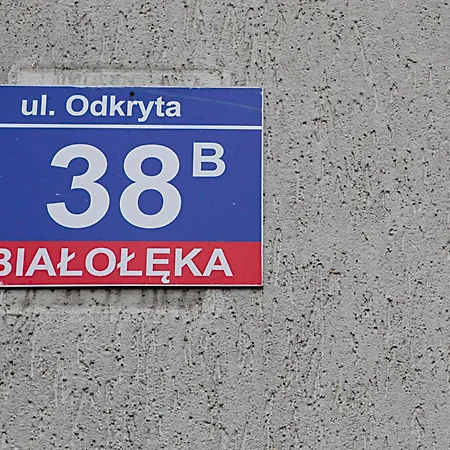 ul. Odkryta
38B
BIAŁOŁĘKA